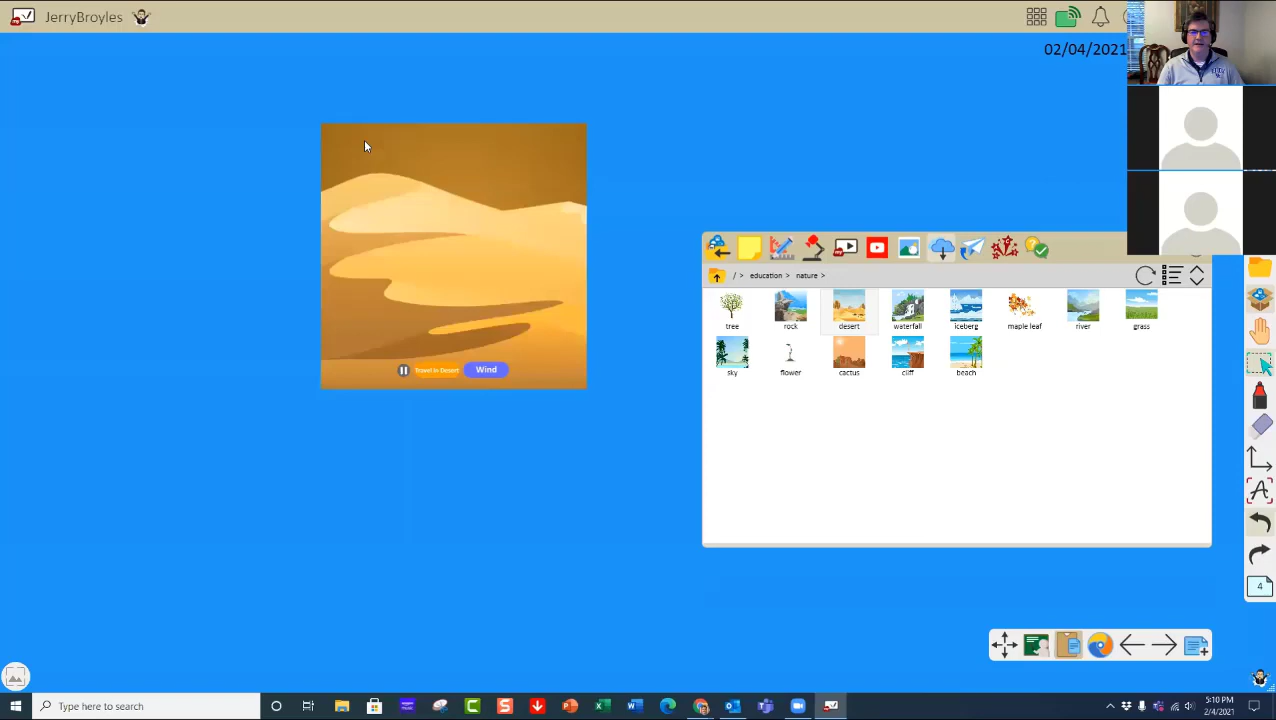 JerryBroyles
02/04/2021
Travel in Desert
Wind
/ > education > nature >
tree
rock
desert
waterfall
iceberg
maple leaf
river
grass
sky
flower
cactus
cliff
beach
4
Type here to search
5:10 PM
2/4/2021